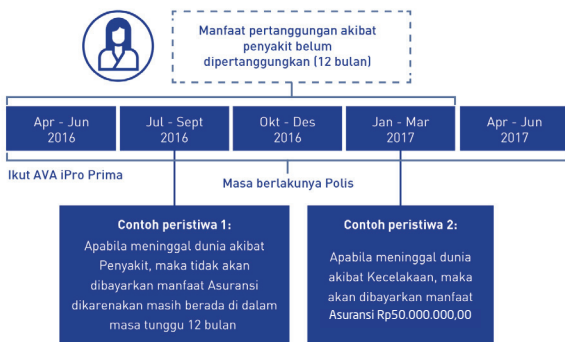 Manfaat pertanggungan akibat
penyakit belum
dipertanggungkan (12 bulan)
Apr - Jun
2016
Jul - Sept
2016
Okt - Des
2016
Jan - Mar
2017
Apr - Jun
2017
Ikut AVA iPro Prima
Masa berlakunya Polis
Contoh peristiwa 1:
Apabila meninggal dunia akibat
Penyakit, maka tidak akan
dibayarkan manfaat Asuransi
dikarenakan masih berada di dalam
masa tunggu 12 bulan
Contoh peristiwa 2:
Apabila meninggal dunia
akibat Kecelakaan, maka
akan dibayarkan manfaat
Asuransi Rp50.000.000,00